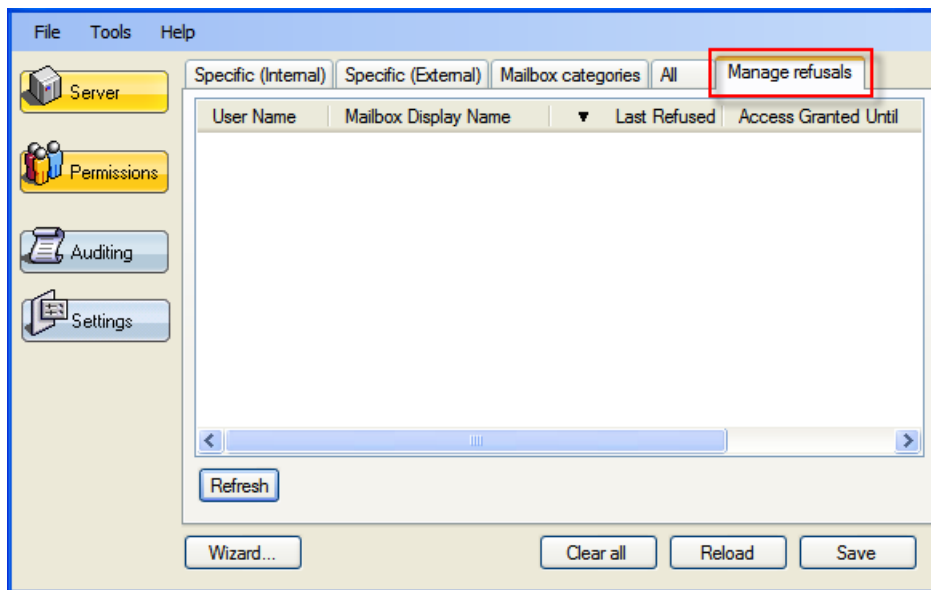 File Tools Help
Server
Permissions
Auditing
Settings
Specific (Internal) Specific (External) Mailbox categories All Manage refusals
User Name Mailbox Display Name Last Refused Access Granted Until
Refresh
Wizard... Clear all Reload Save